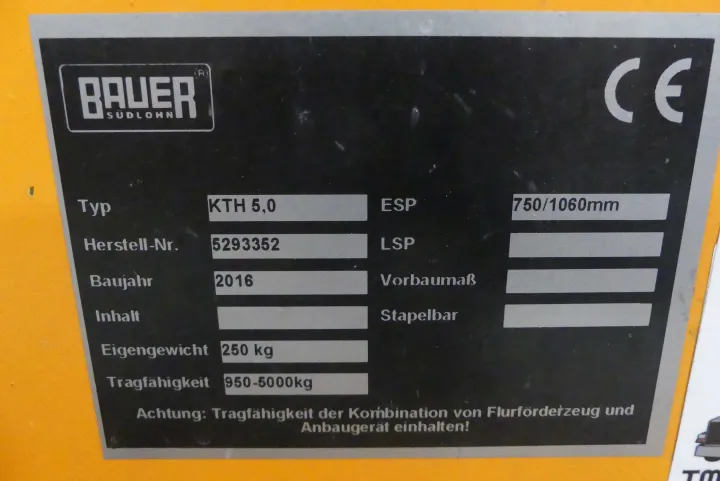 BAUER ®
SÜDLOHN
CE
Typ KTH 5,0 ESP 750/1060mm
Herstell-Nr. 5293352 LSP
Baujahr 2016 Vorbaumaß
Inhalt Stapelbar
Eigengewicht 250 kg
Tragfähigkeit 950-5000kg
Achtung: Tragfähigkeit der Kombination von Flurförderzeug und
Anbaugerät einhalten!